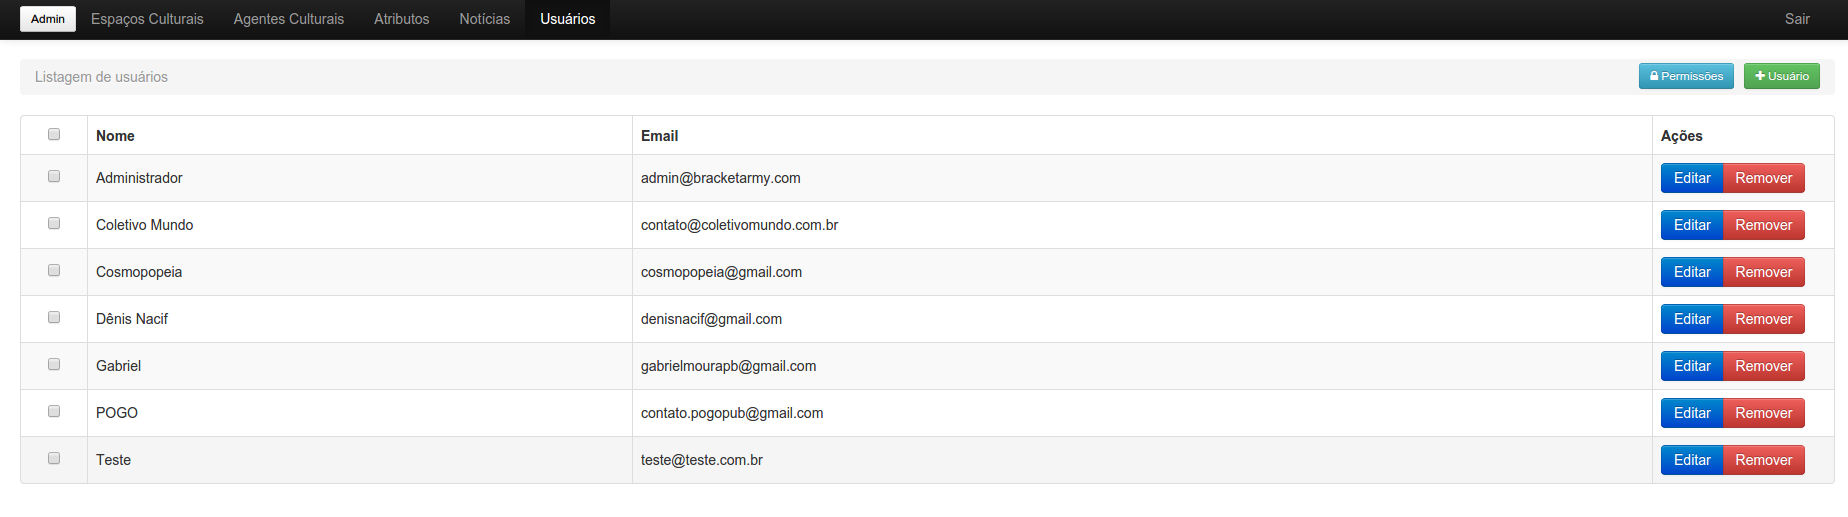 Admin Espaços Culturais Agentes Culturais Atributos Notícias Usuários Sair
Listagem de usuários Permissões Usuário
Nome Email Ações
Administrador admin@bracketarmy.com Editar Remover
Coletivo Mundo contato@coletivomundo.com.br Editar Remover
Cosmopopeia cosmopopeia@gmail.com Editar Remover
Dênis Nacif denisnacif@gmail.com Editar Remover
Gabriel gabrielmourapb@gmail.com Editar Remover
POGO contato.pogopub@gmail.com Editar Remover
Teste teste@teste.com.br Editar Remover